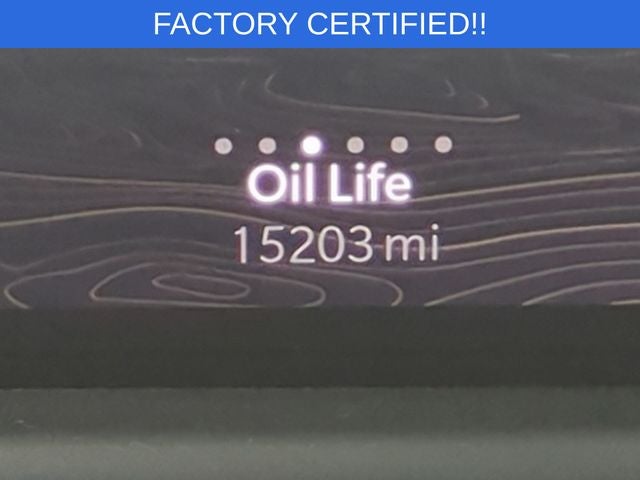 FACTORY CERTIFIED!!
Oil Life
15203 mi